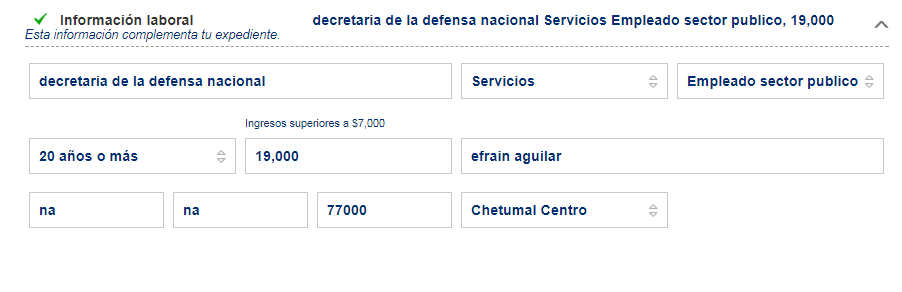 Información laboral decretaria de la defensa nacional Servicios Empleado sector publico, 19,000
Esta información complementa tu expediente.
decretaria de la defensa nacional Servicios Empleado sector publico
Ingresos superiores a $7,000
20 años o más 19,000 efrain aguilar
na na 77000 Chetumal Centro